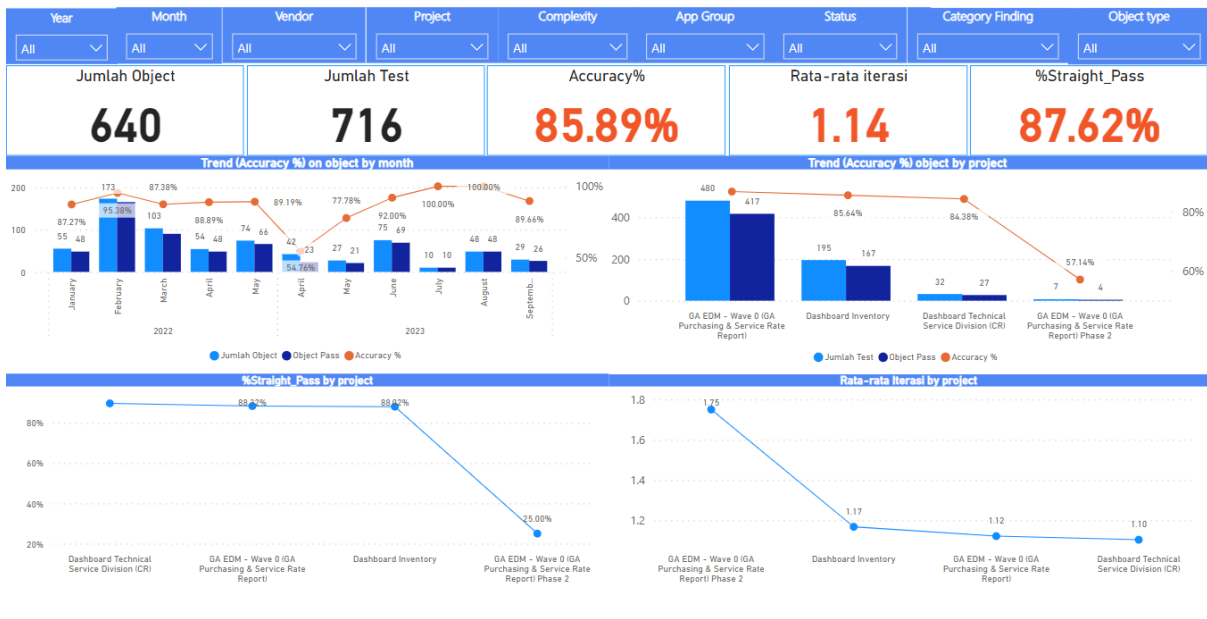 Year Month Vendor Project Complexity App Group Status Category Finding Object type
All All All All All All All All All
Jumlah Object Jumlah Test Accuracy% Rata-rata iterasi %Straight_Pass
640 716 85.89% 1.14 87.62%
Trend (Accuracy %) on object by month
200
100
0
100%
50%
173
87.38%
100.00%
87.27%
95.38%
103
88.89%
89.19%
77.78%
92.00%
100.00%
89.66%
55 48
54 48
74 66
42
23
54.76%
27 21
75 69
10 10
48 48
29 26
January
February
March
April
May
April
May
June
July
August
Septemb...
2022 2023
Jumlah Object Object Pass Accuracy %
Trend (Accuracy %) object by project
400
200
0
80%
60%
480
417
85.64%
84.38%
57.14%
195
167
32 27
7 4
GA EDM - Wave 0 (GA
Purchasing & Service Rate
Report)
Dashboard Inventory
Dashboard Technical
Service Division (CR)
GA EDM - Wave 0 (GA
Purchasing & Service Rate
Report) Phase 2
Jumlah Test Object Pass Accuracy %
%Straight_Pass by project
80%
60%
40%
20%
88.02%
25.00%
Dashboard Technical
Service Division (CR)
GA EDM - Wave 0 (GA
Purchasing & Service Rate
Report)
Dashboard Inventory
GA EDM - Wave 0 (GA
Purchasing & Service Rate
Report) Phase 2
Rata-rata Iterasi by project
1.8
1.6
1.4
1.2
1.75
1.17
1.12
1.10
GA EDM - Wave 0 (GA
Purchasing & Service Rate
Report) Phase 2
Dashboard Inventory
GA EDM - Wave 0 (GA
Purchasing & Service Rate
Report)
Dashboard Technical
Service Division (CR)